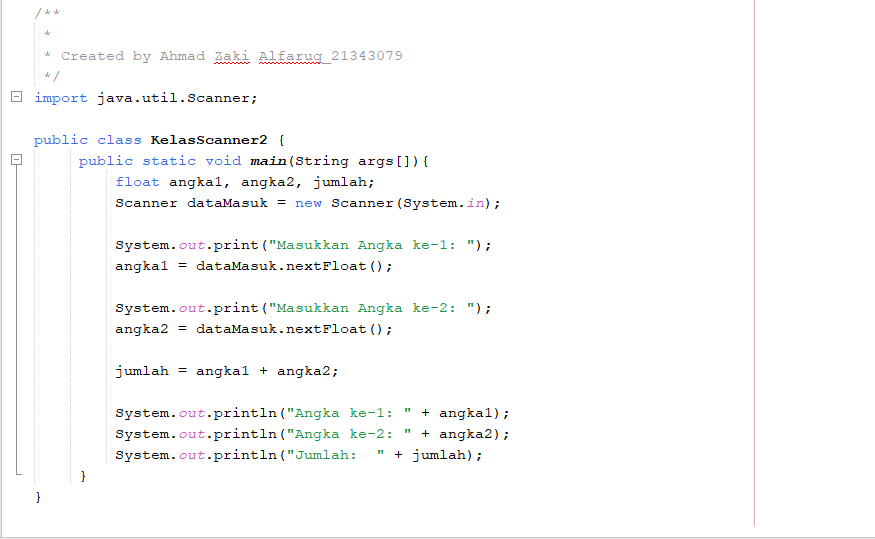 /**
 *
 * Created by Ahmad Zaki Alfaruq_21343079
 */
import java.util.Scanner;
public class KelasScanner2 {
public static void main(String args[]){
float angka1, angka2, jumlah;
Scanner dataMasuk = new Scanner(System.in);
System.out.print("Masukkan Angka ke-1: ");
angka1 = dataMasuk.nextFloat();
System.out.print("Masukkan Angka ke-2: ");
angka2 = dataMasuk.nextFloat();
jumlah = angka1 + angka2;
System.out.println("Angka ke-1: " + angka1);
System.out.println("Angka ke-2: " + angka2);
System.out.println("Jumlah:  " + jumlah);
}
}